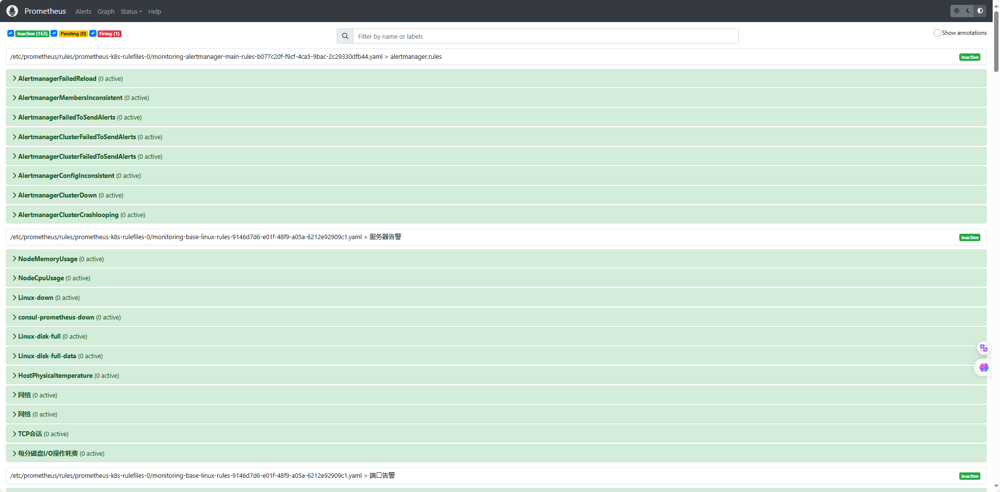 Prometheus Alerts Graph Status Help
Inactive (163) Pending (0) Firing (1)
Filter by name or labels
Show annotations
/etc/prometheus/rules/prometheus-k8s-rulefiles-0/monitoring-alertmanager-main-rules-b077c20f-f9cf-4ca5-9bac-2c29330dfb44.yaml > alertmanager.rules
inactive
AlertmanagerFailedReload (0 active)
AlertmanagerMembersInconsistent (0 active)
AlertmanagerFailedToSendAlerts (0 active)
AlertmanagerClusterFailedToSendAlerts (0 active)
AlertmanagerClusterFailedToSendAlerts (0 active)
AlertmanagerConfigInconsistent (0 active)
AlertmanagerClusterDown (0 active)
AlertmanagerClusterCrashlooping (0 active)
/etc/prometheus/rules/prometheus-k8s-rulefiles-0/monitoring-base-linux-rules-9146d7d6-e01f-48f9-a05a-6212e92909c1.yaml > 服务器告警
inactive
NodeMemoryUsage (0 active)
NodeCpuUsage (0 active)
Linux-down (0 active)
consul-prometheus-down (0 active)
Linux-disk-full (0 active)
Linux-disk-full-data (0 active)
HostPhysicaltemperature (0 active)
网络 (0 active)
网络 (0 active)
TCP会话 (0 active)
每分磁盘I/O操作耗费 (0 active)
/etc/prometheus/rules/prometheus-k8s-rulefiles-0/monitoring-base-linux-rules-9146d7d6-e01f-48f9-a05a-6212e92909c1.yaml > 端口告警
inactive